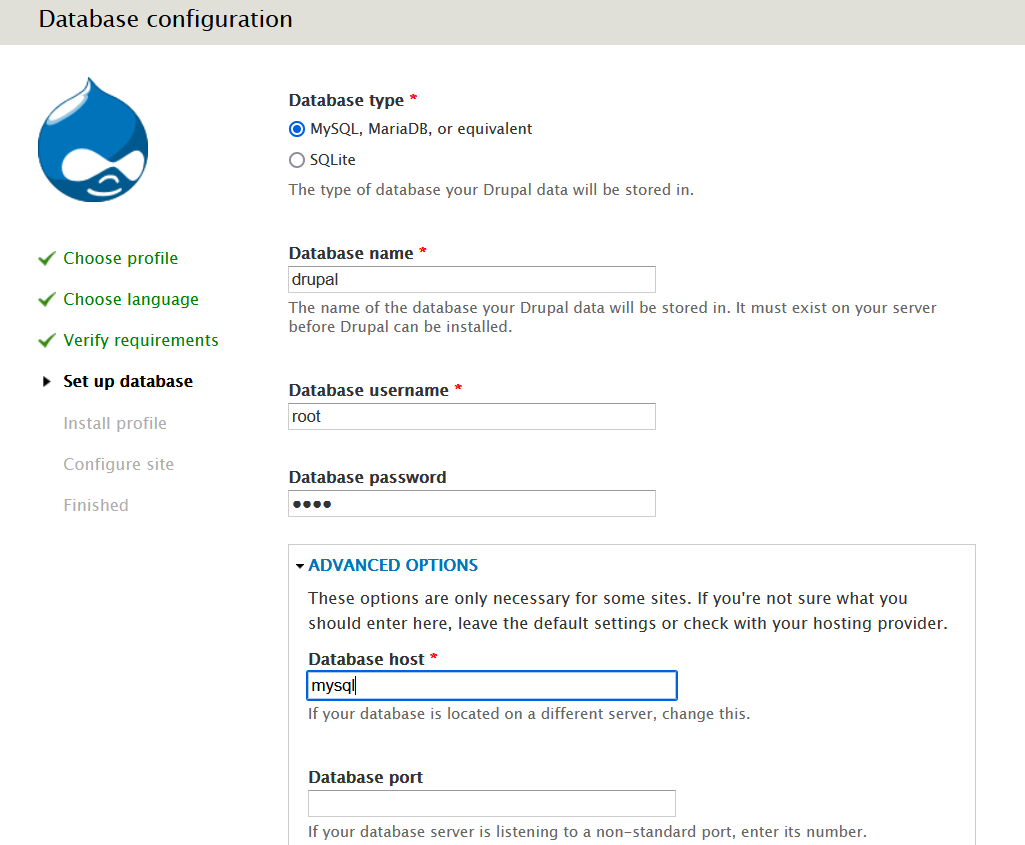 Database configuration
Choose profile
Choose language
Verify requirements
Set up database
Install profile
Configure site
Finished
Database type *
MySQL, MariaDB, or equivalent
SQLite
The type of database your Drupal data will be stored in.
Database name *
drupal
The name of the database your Drupal data will be stored in. It must exist on your server
before Drupal can be installed.
Database username *
root
Database password
●●●●
ADVANCED OPTIONS
These options are only necessary for some sites. If you're not sure what you
should enter here, leave the default settings or check with your hosting provider.
Database host *
mysql
If your database is located on a different server, change this.
Database port
If your database server is listening to a non-standard port, enter its number.